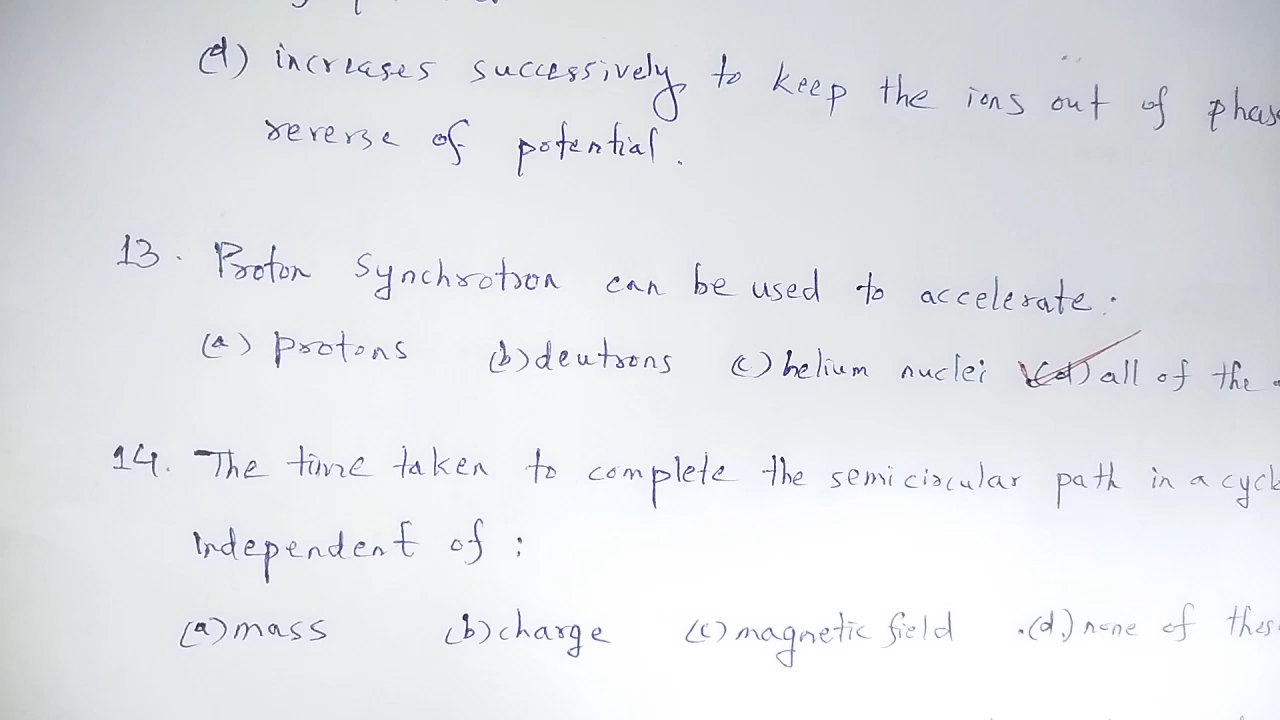 (d) increases successively to keep the ions out of phas
reverse of potential.
13. Proton synchrotron can be used to accelerate.
(a) protons (b) deutrons (c) helium nuclei (d) all of the
14. The time taken to complete the semicircular path in a cycl
independent of :
(a) mass (b) charge (c) magnetic field (d) none of thes